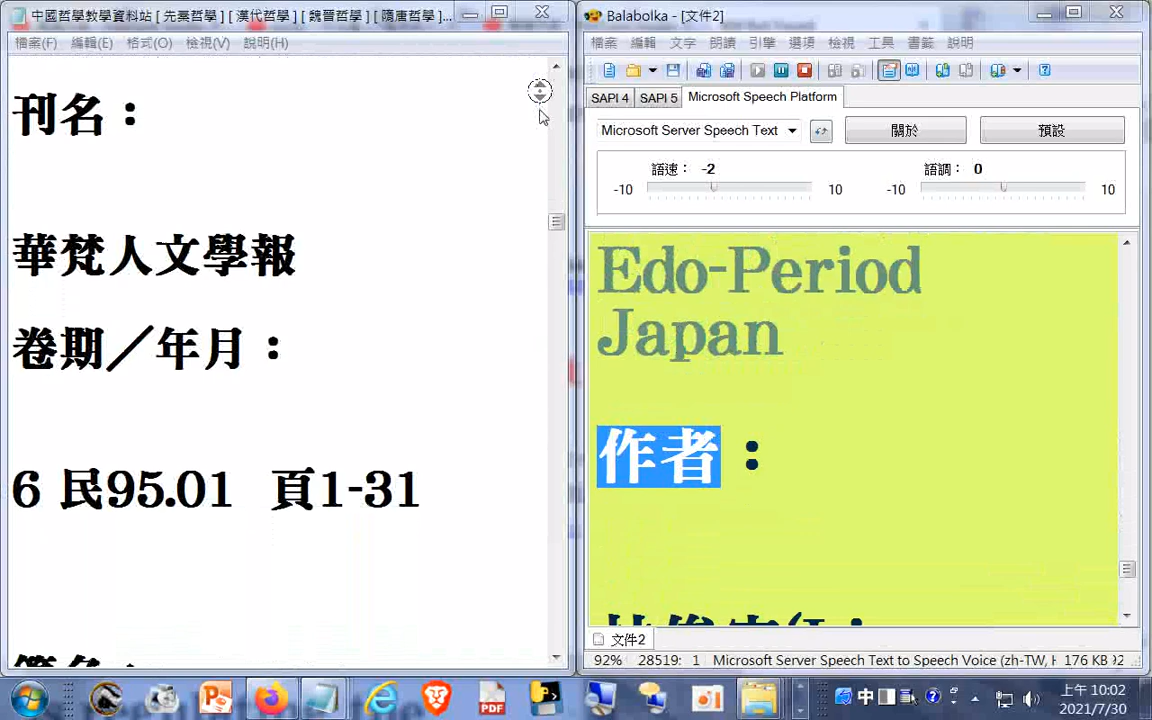 中國哲學教學資料站 [ 先秦哲學 ] [ 漢代哲學 ] [ 魏晉哲學 ] [ 隋唐哲學 ]...
檔案(F) 編輯(E) 格式(O) 檢視(V) 說明(H)
刊名：
華梵人文學報
卷期／年月：
6 民95.01 頁1-31
Balabolka - [文件2]
檔案 編輯 文字 朗讀 引擎 選項 檢視 工具 書籤 說明
SAPI 4 SAPI 5 Microsoft Speech Platform
Microsoft Server Speech Text 關於 預設
語速： -2 語調： 0
-10 10 -10 10
Edo-Period
Japan
作者：
文件2
92% 28519: 1 Microsoft Server Speech Text to Speech Voice (zh-TW, H 176 KB
中
上午 10:02
2021/7/30